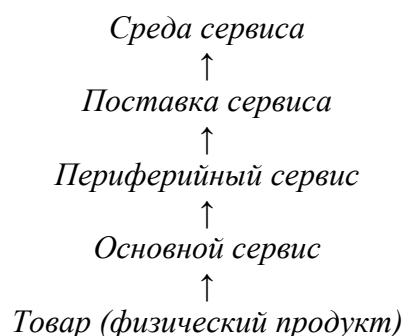 Среда сервиса
↑
Поставка сервиса
↑
Периферийный сервис
↑
Основной сервис
↑
Товар (физический продукт)